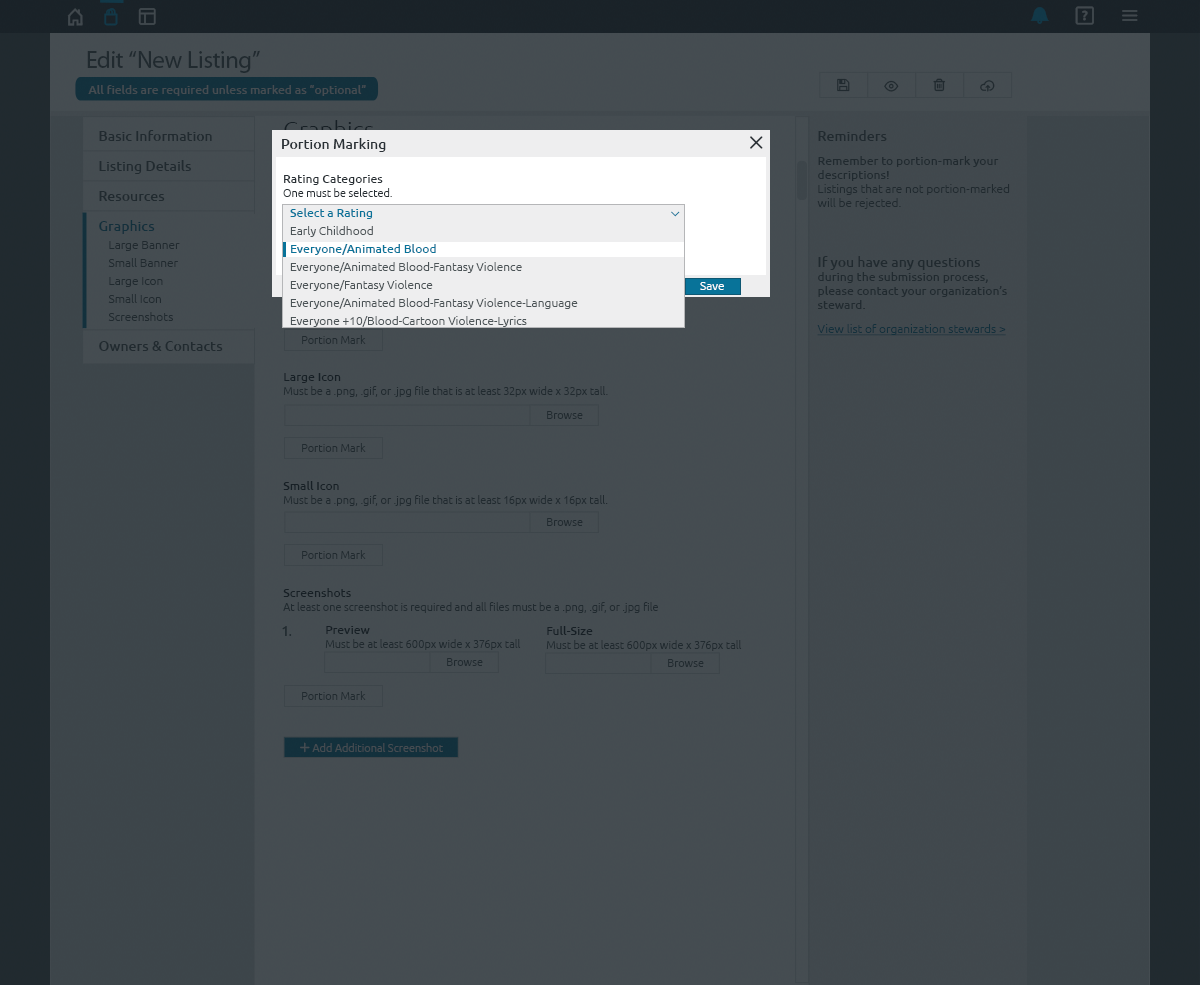 Edit “New Listing”
All fields are required unless marked as "optional"
Basic Information
Listing Details
Resources
Graphics
Large Banner
Small Banner
Large icon
Small icon
Screenshots
Owners & Contacts
Graphics
Portion Marking
Rating Categories
One must be selected.
Select a Rating
Early Childhood
Everyone/Animated Blood
Everyone/Animated Blood-Fantasy Violence
Everyone/Fantasy Violence
Everyone/Animated Blood-Fantasy Violence-Language
Everyone +10/Blood-Cartoon Violence-Lyrics
Save
Portion Mark
Large Icon
Must be a .png, .gif, or .jpg file that is at least 32px wide x 32px tall.
Browse
Portion Mark
Small Icon
Must be a .png, .gif, or .jpg file that is at least 16px wide x 16px tall.
Browse
Portion Mark
Screenshots
At least one screenshot is required and all files must be a .png, .gif, or .jpg file
1.
Preview
Must be at least 600px wide x 376px tall
Browse
Full-Size
Must be at least 600px wide x 376px tall
Browse
Portion Mark
+ Add Additional Screenshot
Reminders
Remember to portion-mark your
descriptions!
Listings that are not portion-marked
will be rejected.
If you have any questions
during the submission process,
please contact your organization's
steward.
View list of organization stewards >